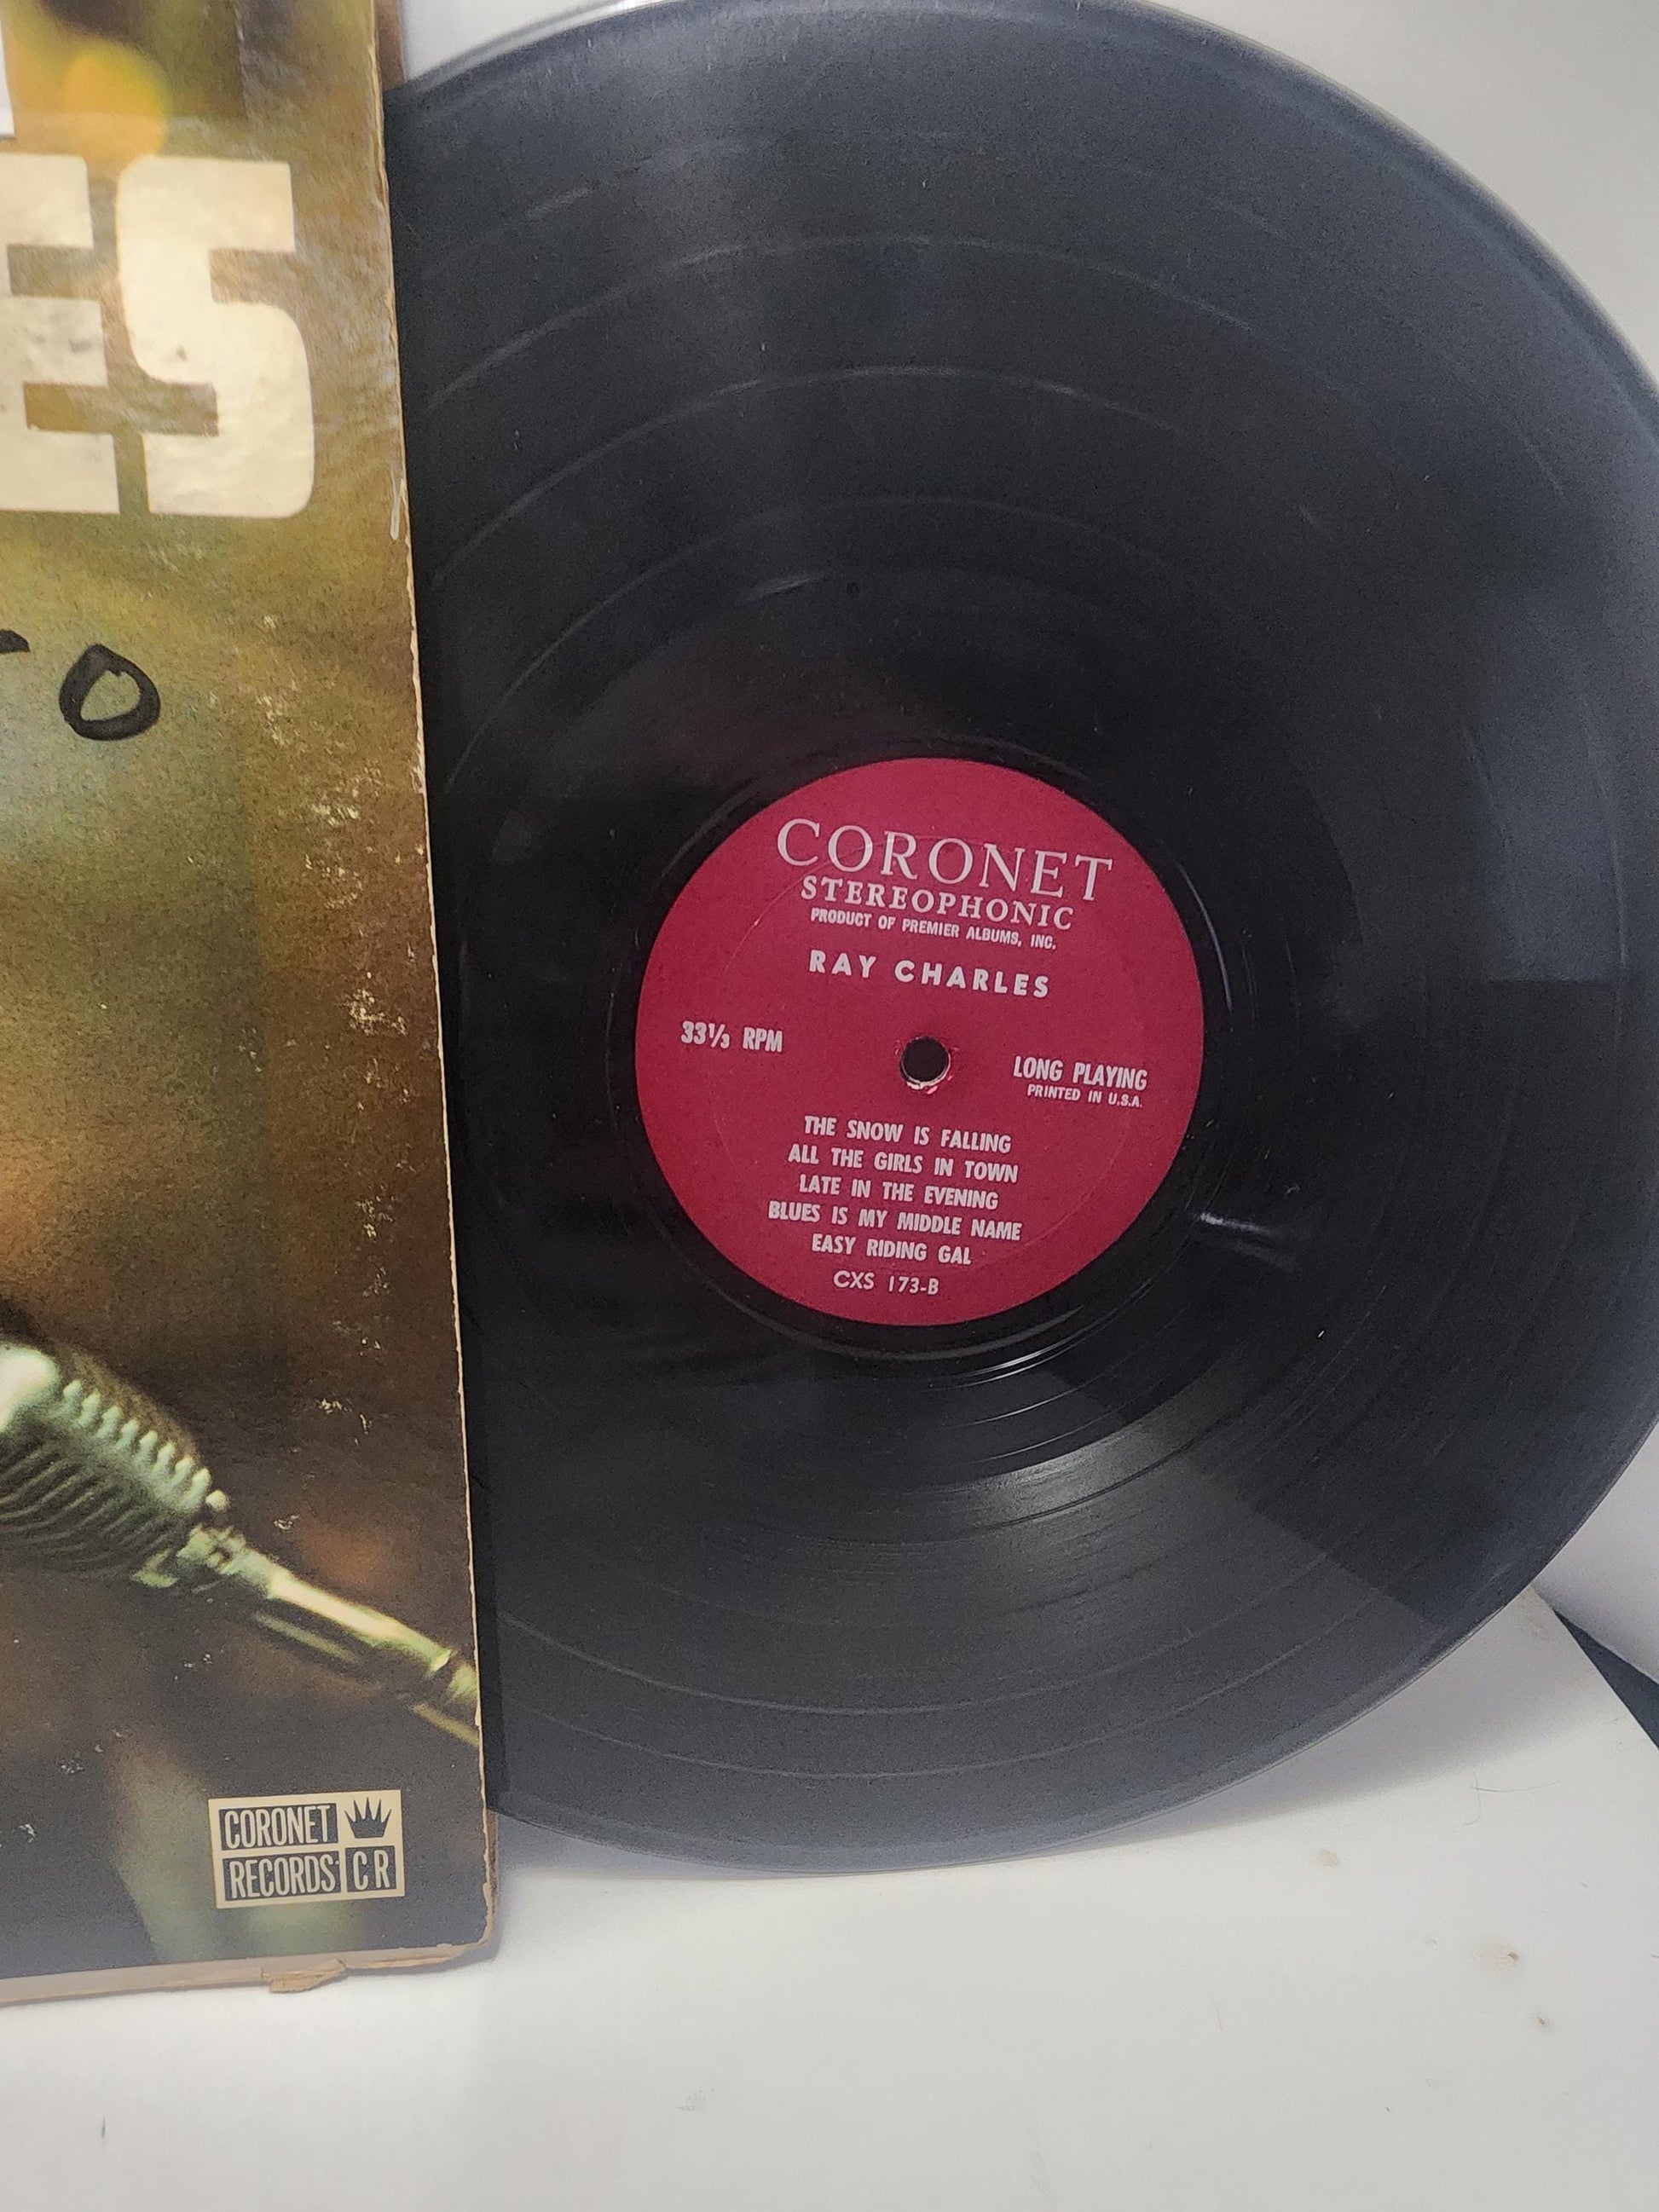 ES
TO
CORONET
RECORDS CR
CORONET
STEREOPHONIC
PRODUCT OF PREMIER ALBUMS, INC.
RAY CHARLES
33⅓ RPM
LONG PLAYING
PRINTED IN U.S.A.
THE SNOW IS FALLING
ALL THE GIRLS IN TOWN
LATE IN THE EVENING
BLUES IS MY MIDDLE NAME
EASY RIDING GAL
CXS 173-B